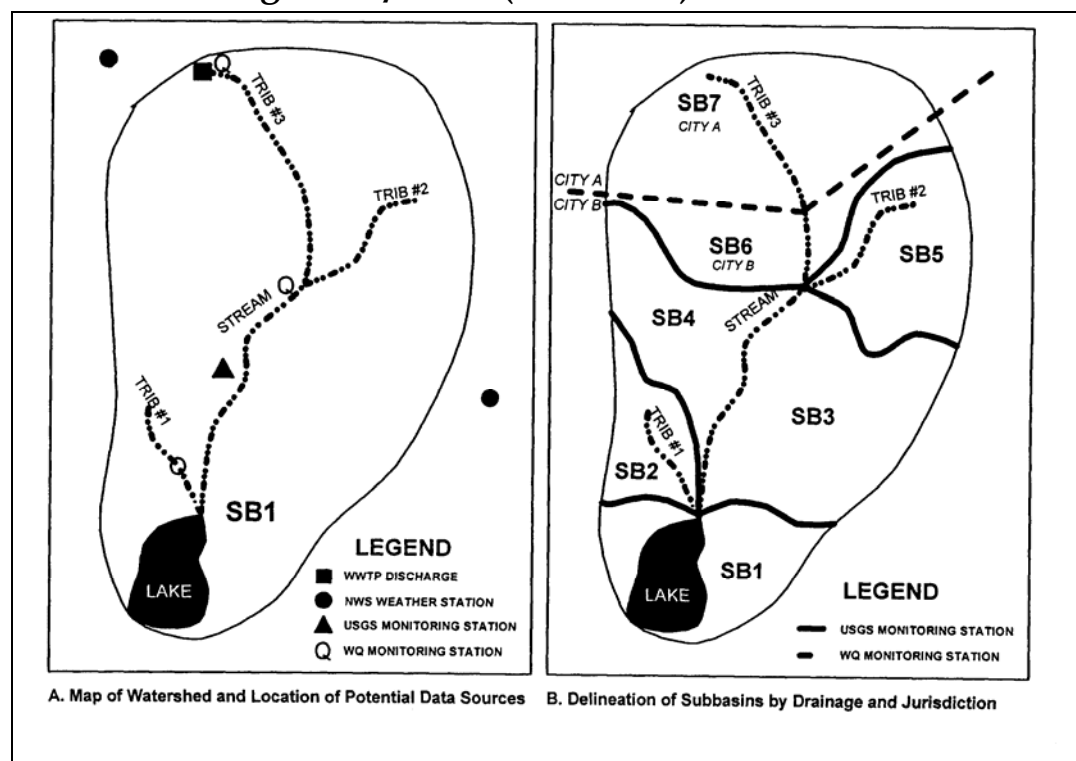 Q
TRIB #3
TRIB #2
Q
STREAM
TRIB #1
Q
SB1
LAKE
LEGEND
WWTP DISCHARGE
NWS WEATHER STATION
USGS MONITORING STATION
Q WQ MONITORING STATION
A. Map of Watershed and Location of Potential Data Sources
SB7
CITY A
TRIB #3
CITY A
CITY B
TRIB #2
SB6
CITY B
SB5
SB4
STREAM
SB3
TRIB #1
SB2
SB1
LAKE
LEGEND
USGS MONITORING STATION
WQ MONITORING STATION
B. Delineation of Subbasins by Drainage and Jurisdiction